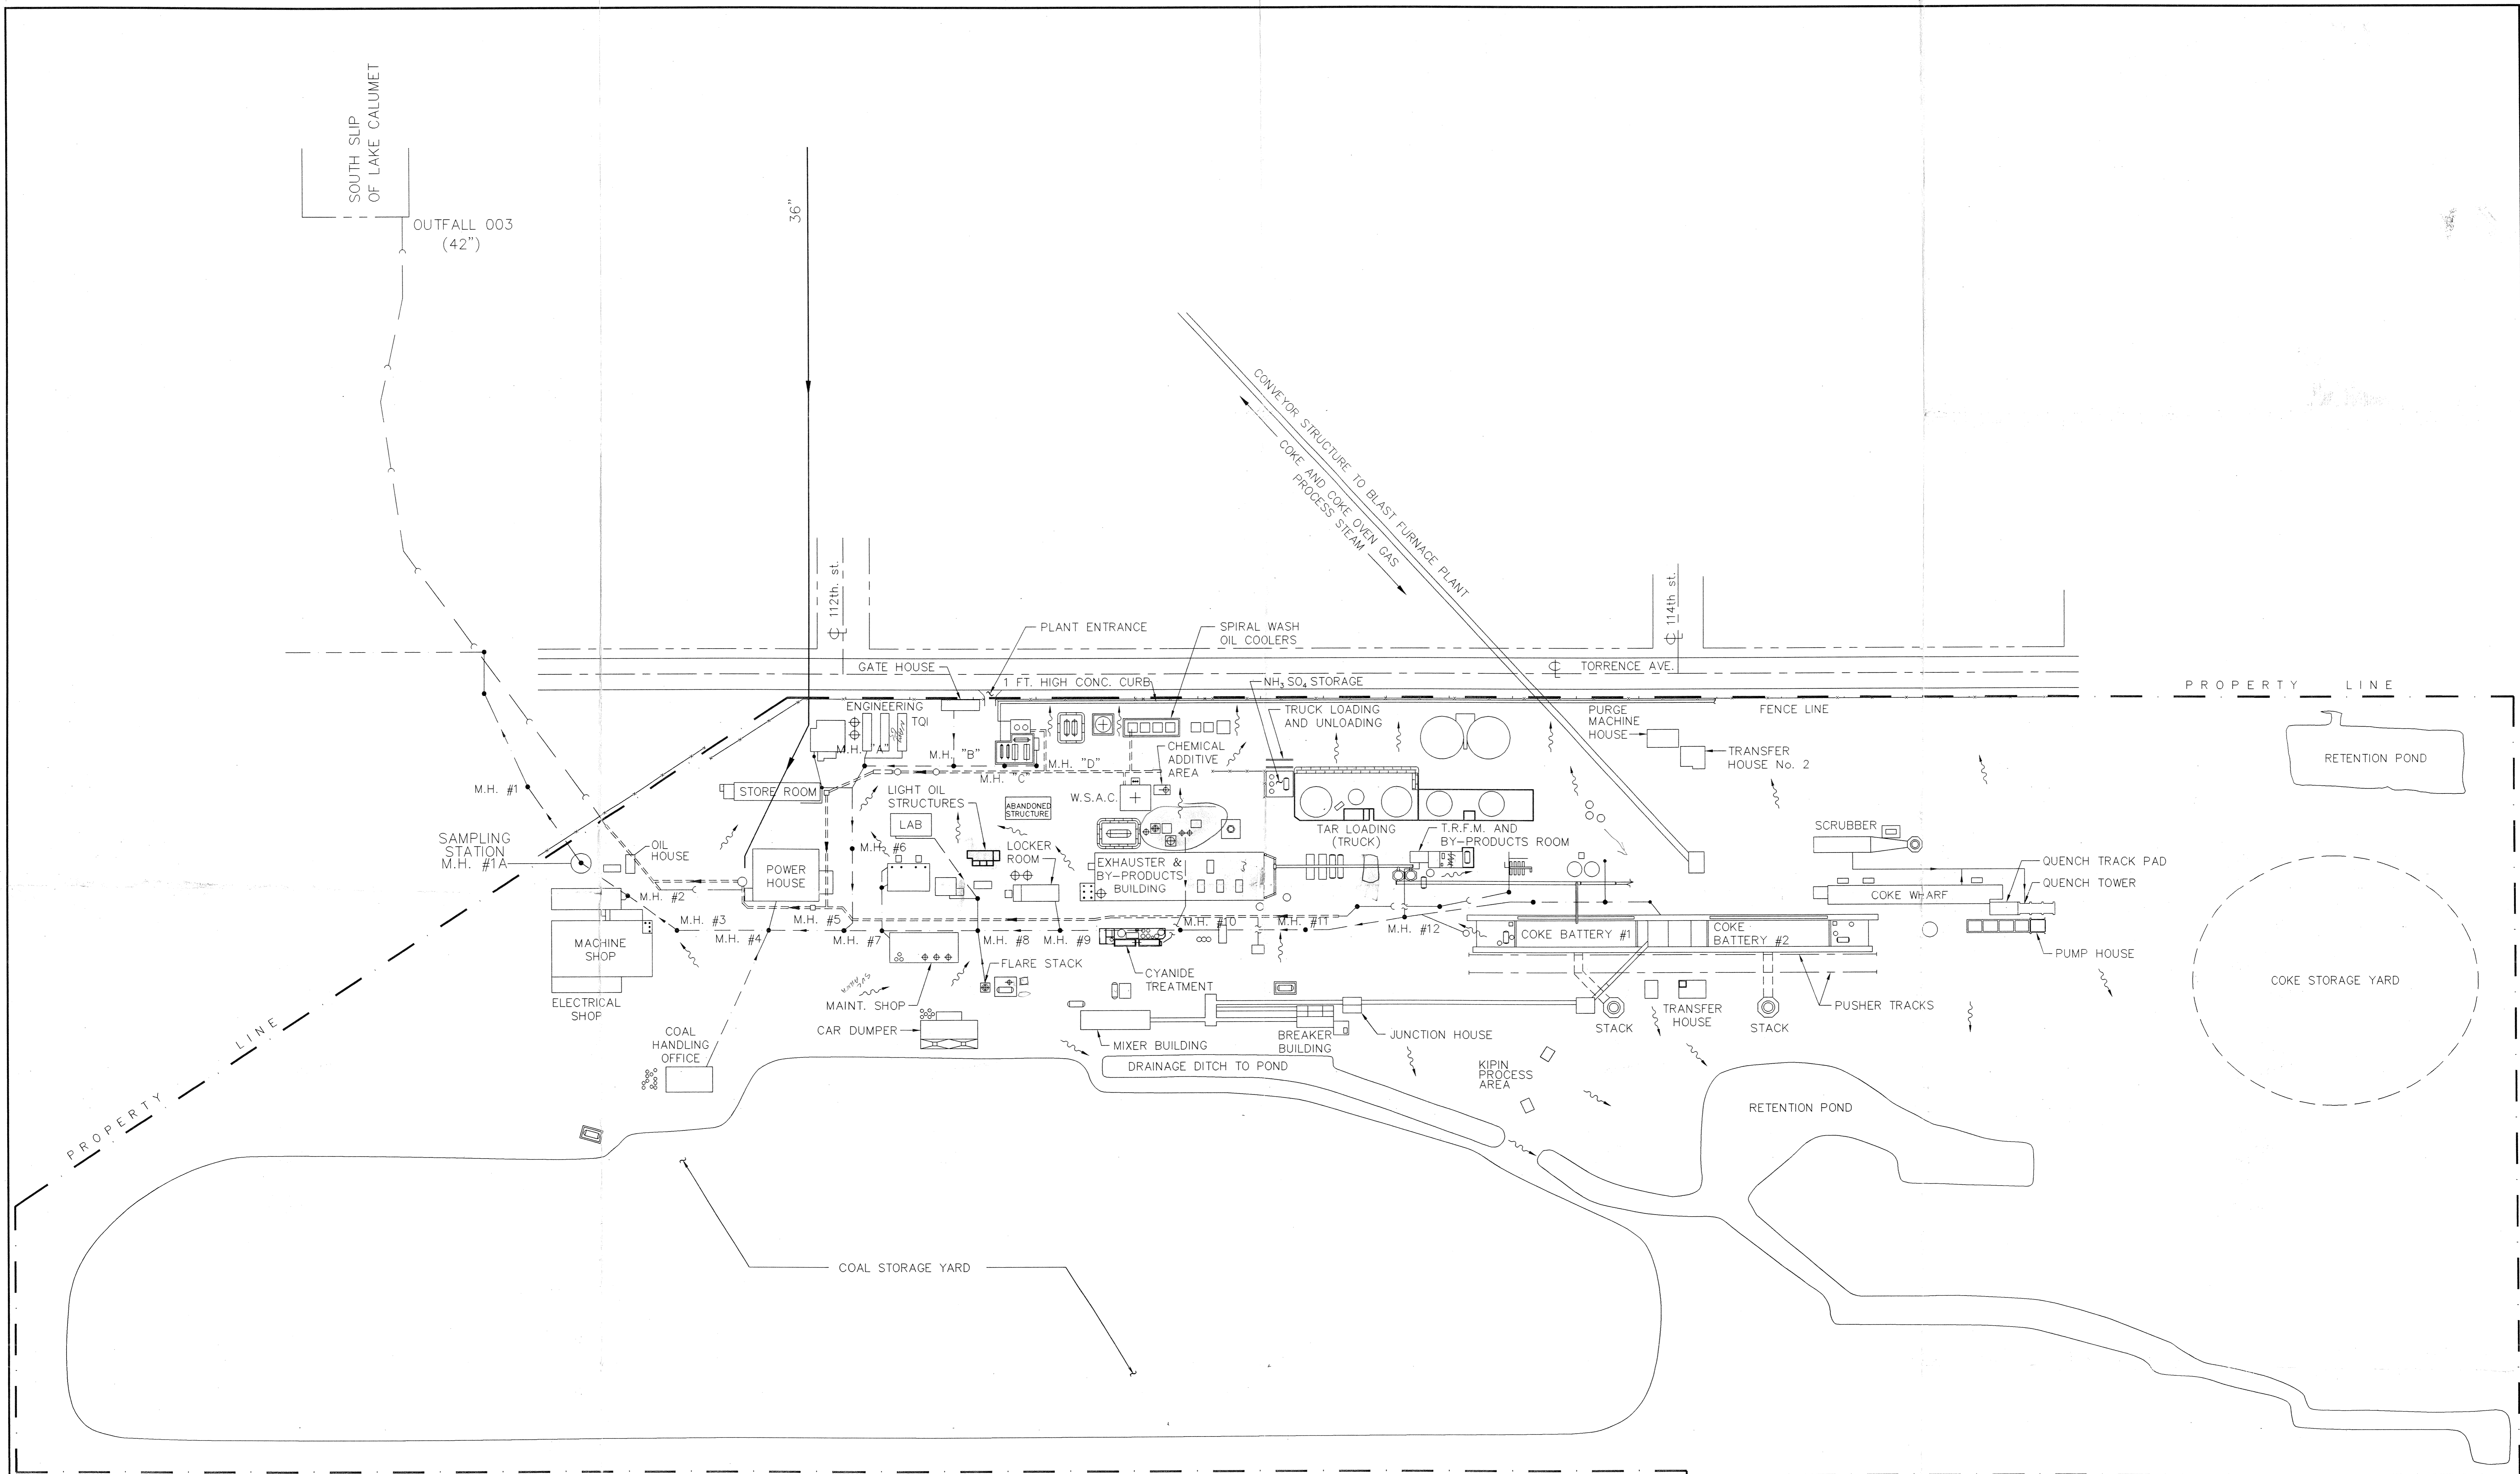 SOUTH SLIP
OF LAKE CALUMET
OUTFALL 003
(42")
36"
CONVEYOR STRUCTURE TO BLAST FURNACE PLANT
COKE AND COKE OVEN GAS
PROCESS STEAM
112th. st.
114th st.
PLANT ENTRANCE
SPIRAL WASH
OIL COOLERS
GATE HOUSE
TORRENCE AVE.
1 FT. HIGH CONC. CURB
NH₃ SO₄ STORAGE
PROPERTY LINE
FENCE LINE
ENGINEERING
TQI
TRUCK LOADING
AND UNLOADING
PURGE
MACHINE
HOUSE
TRANSFER
HOUSE No. 2
RETENTION POND
M.H. "A"
M.H. "B"
M.H. "C"
M.H. "D"
CHEMICAL
ADDITIVE
AREA
M.H. #1
STORE ROOM
LIGHT OIL
STRUCTURES
ABANDONED
STRUCTURE
W.S.A.C.
LAB
TAR LOADING
(TRUCK)
T.R.F.M. AND
BY-PRODUCTS ROOM
SCRUBBER
SAMPLING
STATION
M.H. #1A
OIL
HOUSE
M.H. #6
LOCKER
ROOM
EXHAUSTER &
BY-PRODUCTS
BUILDING
POWER
HOUSE
QUENCH TRACK PAD
QUENCH TOWER
COKE WHARF
M.H. #2
M.H. #3
M.H. #4
M.H. #5
M.H. #7
M.H. #8
M.H. #9
M.H. #10
M.H. #11
M.H. #12
COKE BATTERY #1
COKE
BATTERY #2
PUMP HOUSE
MACHINE
SHOP
ELECTRICAL
SHOP
FLARE STACK
CYANIDE
TREATMENT
MAINT. SHOP
CAR DUMPER
COAL
HANDLING
OFFICE
MIXER BUILDING
BREAKER
BUILDING
JUNCTION HOUSE
STACK
TRANSFER
HOUSE
STACK
PUSHER TRACKS
COKE STORAGE YARD
DRAINAGE DITCH TO POND
KIPIN
PROCESS
AREA
RETENTION POND
PROPERTY LINE
COAL STORAGE YARD